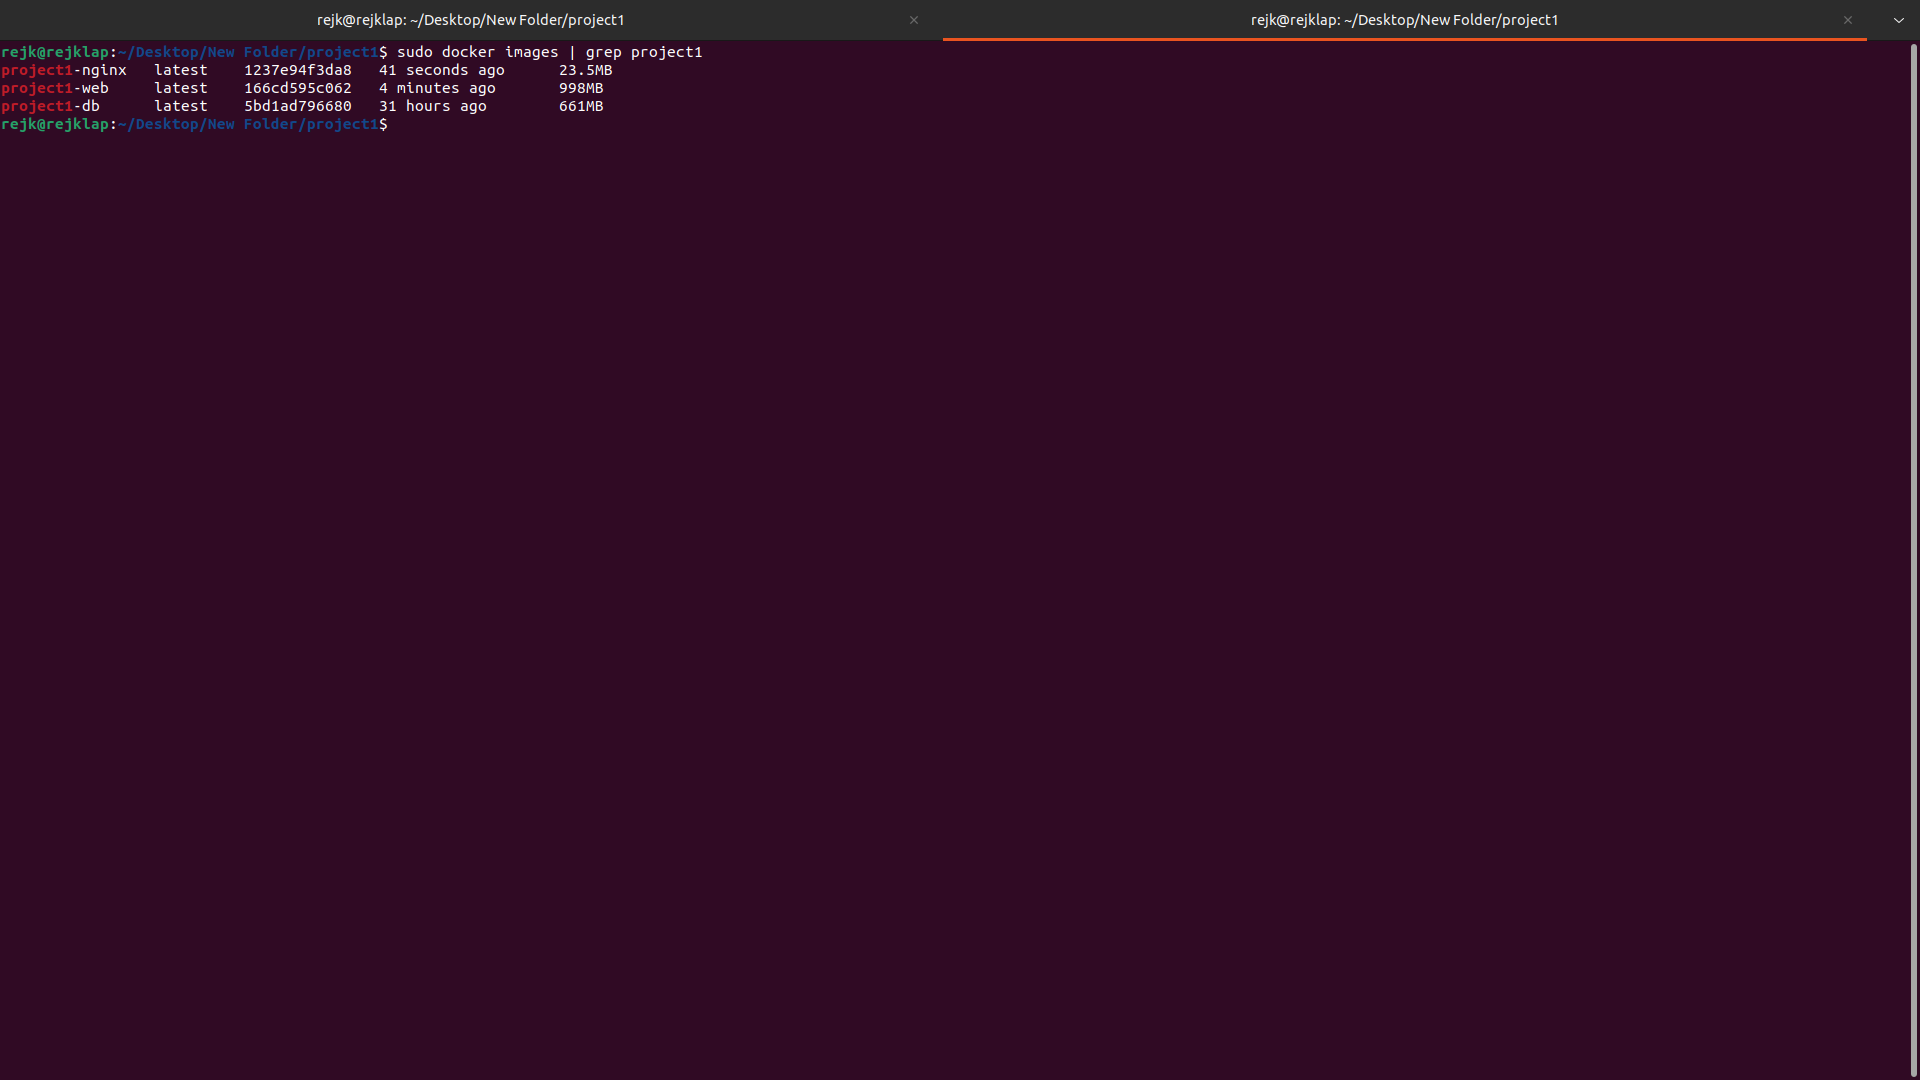 rejk@rejklap: ~/Desktop/New Folder/project1 × rejk@rejklap: ~/Desktop/New Folder/project1 ×
rejk@rejklap:~/Desktop/New Folder/project1$ sudo docker images | grep project1
project1-nginx   latest    1237e94f3da8   41 seconds ago      23.5MB
project1-web     latest    166cd595c062   4 minutes ago       998MB
project1-db      latest    5bd1ad796680   31 hours ago        661MB
rejk@rejklap:~/Desktop/New Folder/project1$